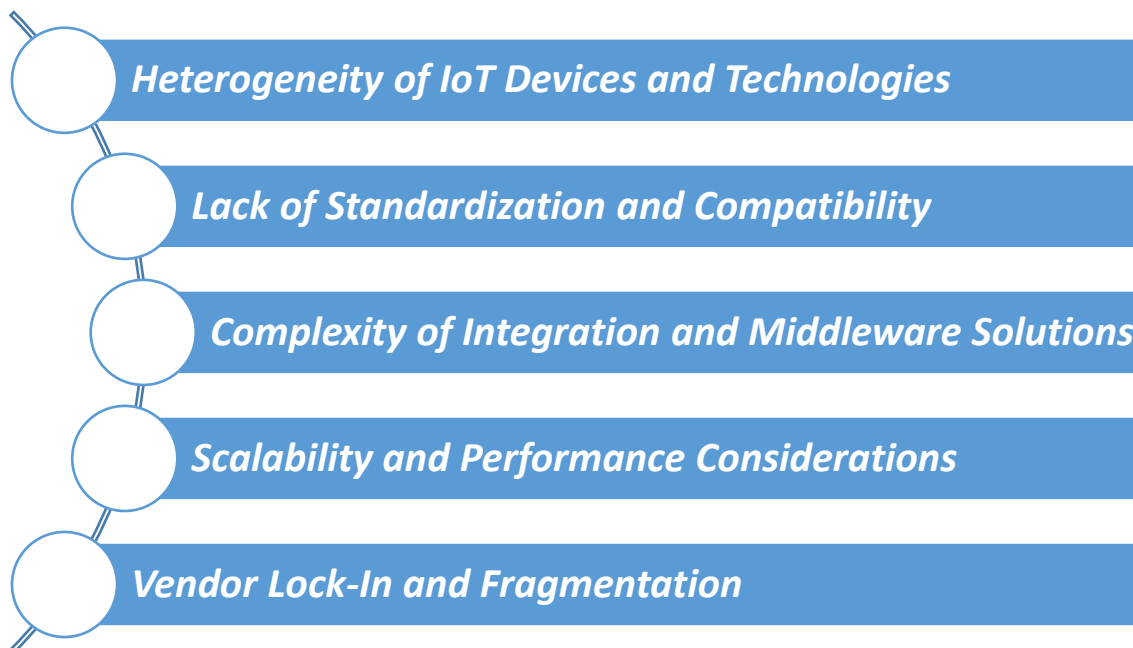 Heterogeneity of IoT Devices and Technologies
Lack of Standardization and Compatibility
Complexity of Integration and Middleware Solutions
Scalability and Performance Considerations
Vendor Lock-In and Fragmentation